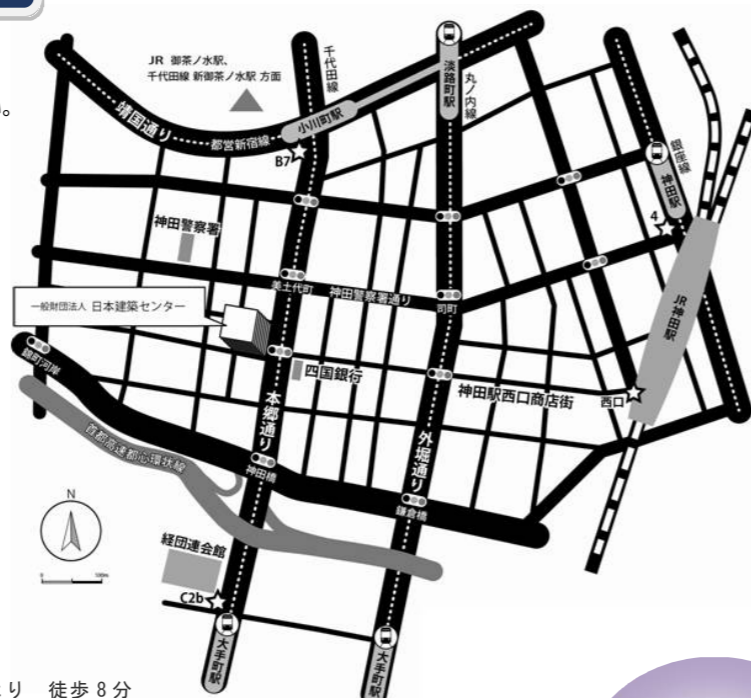 。
JR 御茶ノ水駅、
千代田線 新御茶ノ水駅 方面
千代田線
淡路町駅
丸ノ内線
靖国通り
都営新宿線
小川町駅
B7
銀座線
神田駅
4
神田警察署
美土代町
神田警察署通り
司町
JR神田駅
一般財団法人 日本建築センター
錦町河岸
四国銀行
神田駅西口商店街
西口
本郷通り
外堀通り
首都高速都心環状線
神田橋
鎌倉橋
N
0
100m
経団連会館
C2b
大手町駅
大手町駅
り 徒歩8分